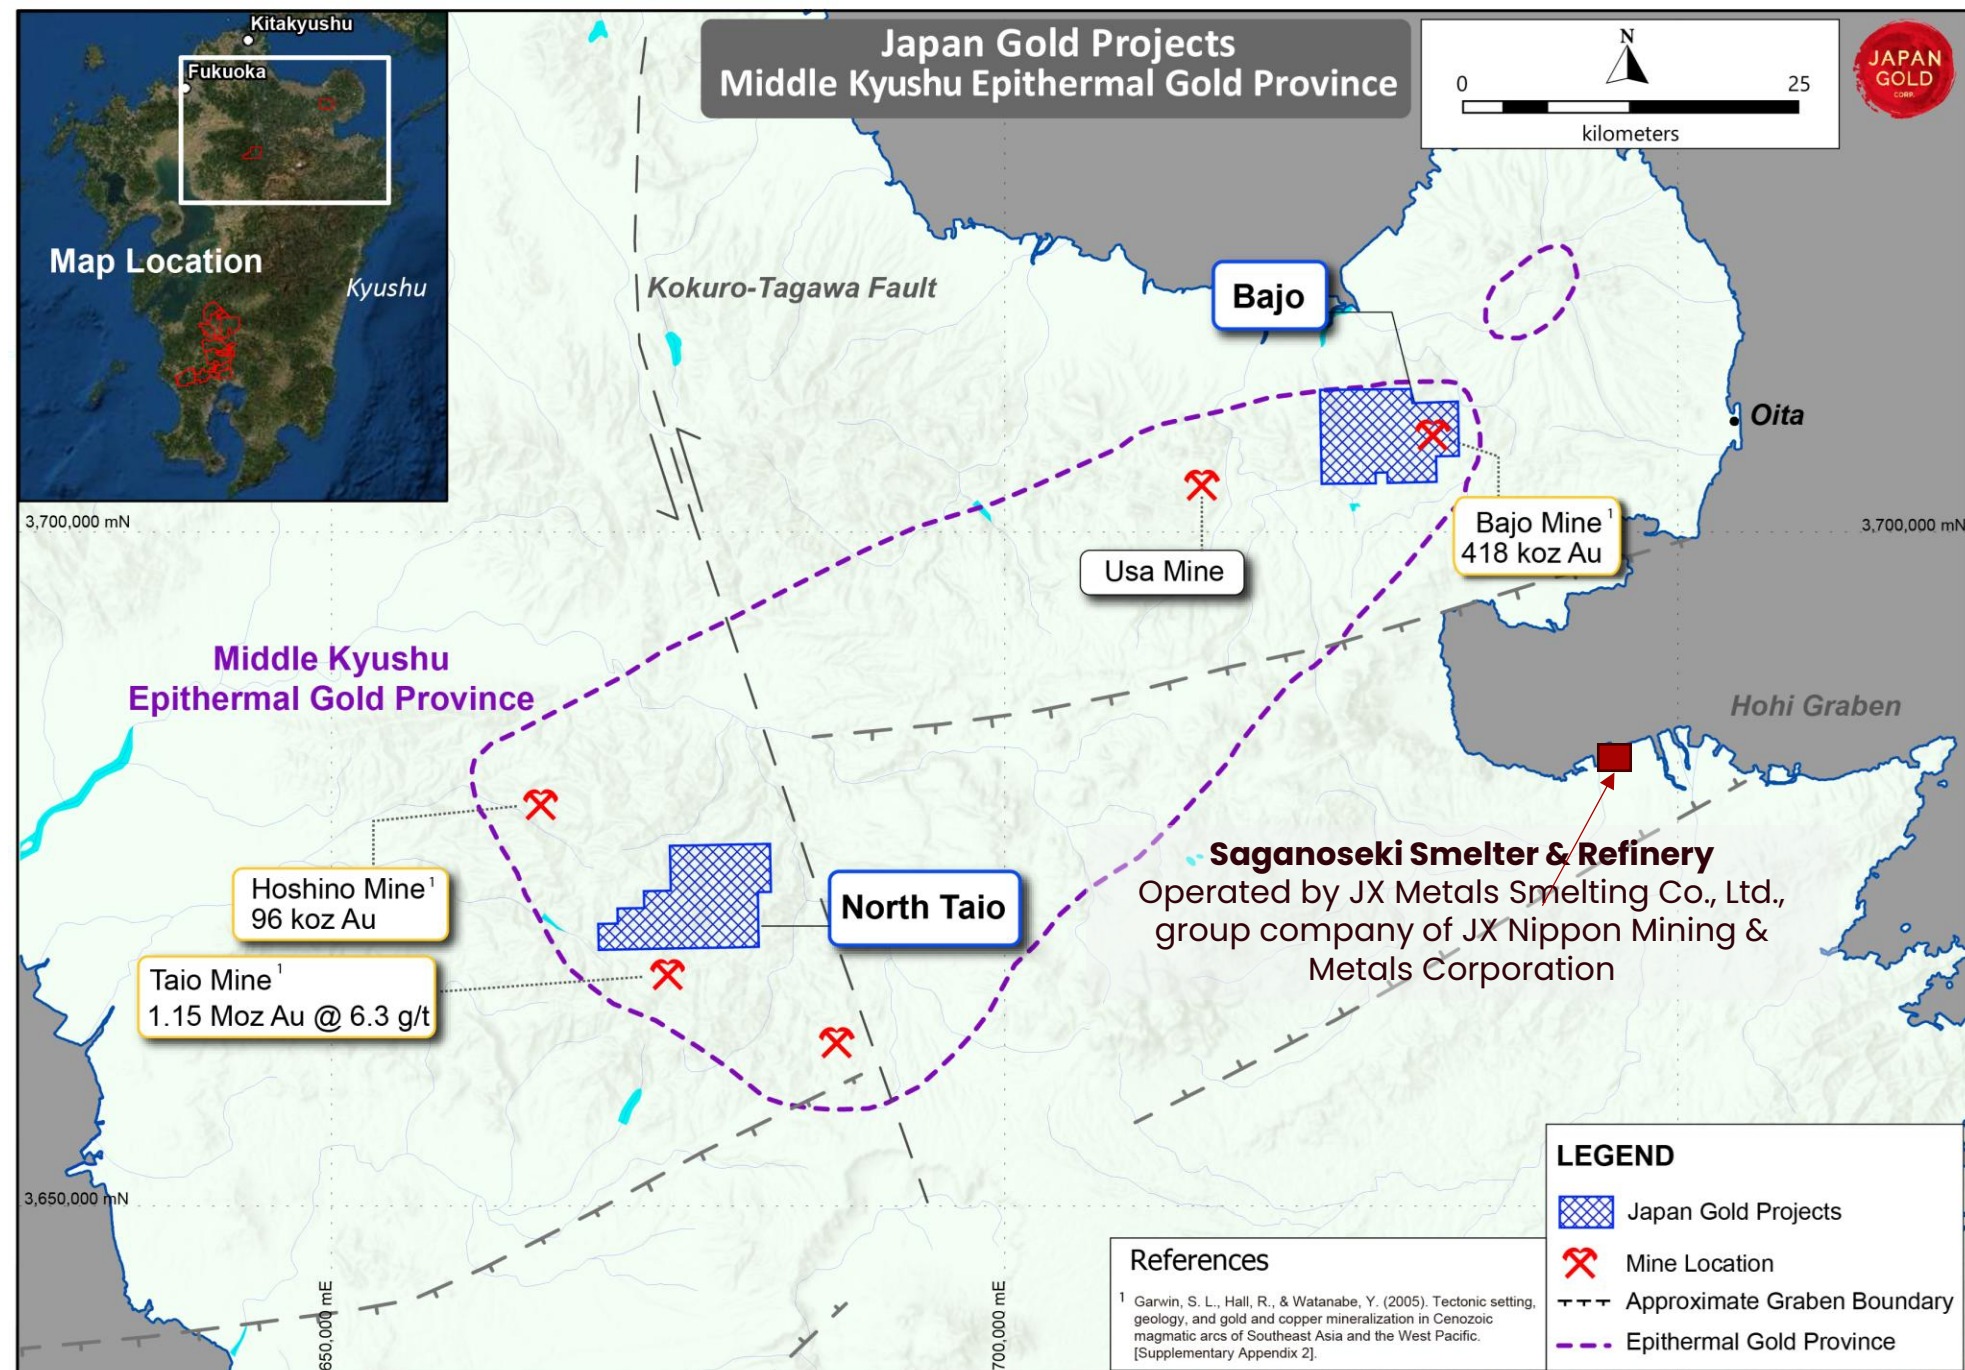 Japan Gold Projects
Middle Kyushu Epithermal Gold Province
Kitakyushu
Fukuoka
Map Location
Kyushu
N
0
25
kilometers
JAPAN
GOLD
CORP.
Kokuro-Tagawa Fault
Bajo
Oita
3,700,000 mN
3,700,000 mN
Bajo Mine 1
418 koz Au
Usa Mine
Middle Kyushu
Epithermal Gold Province
Hohi Graben
Saganoseki Smelter & Refinery
Operated by JX Metals Smelting Co., Ltd.,
group company of JX Nippon Mining &
Metals Corporation
Hoshino Mine 1
96 koz Au
North Taio
Taio Mine 1
1.15 Moz Au @ 6.3 g/t
3,650,000 mN
650,000 mE
700,000 mE
References
1 Garwin, S. L., Hall, R., & Watanabe, Y. (2005). Tectonic setting,
geology, and gold and copper mineralization in Cenozoic
magmatic arcs of Southeast Asia and the West Pacific.
[Supplementary Appendix 2].
LEGEND
Japan Gold Projects
Mine Location
Approximate Graben Boundary
Epithermal Gold Province